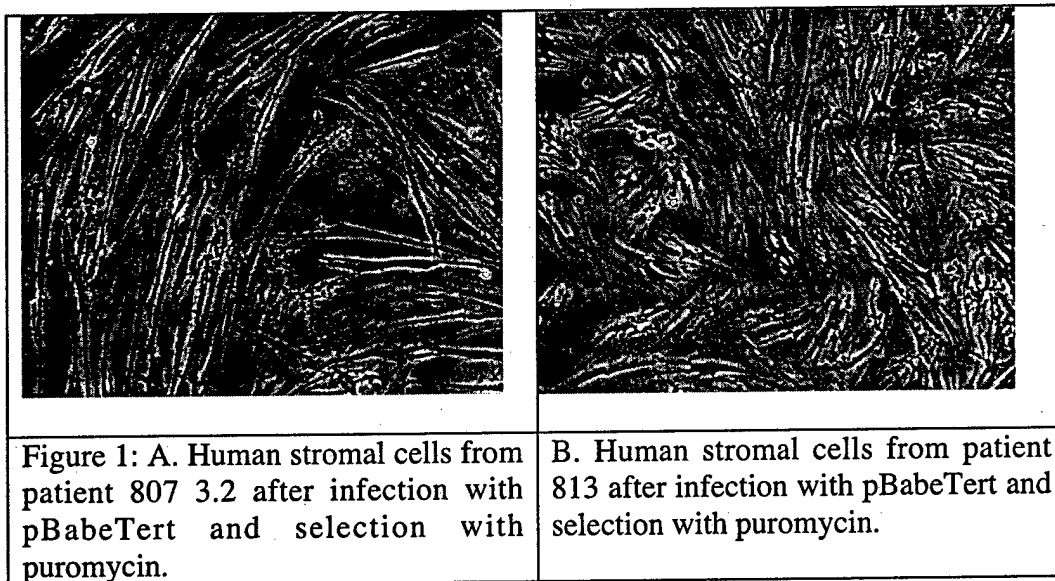 Figure 1: A. Human stromal cells from
patient 807 3.2 after infection with
pBabeTert and selection with
puromycin.
B. Human stromal cells from patient
813 after infection with pBabeTert and
selection with puromycin.